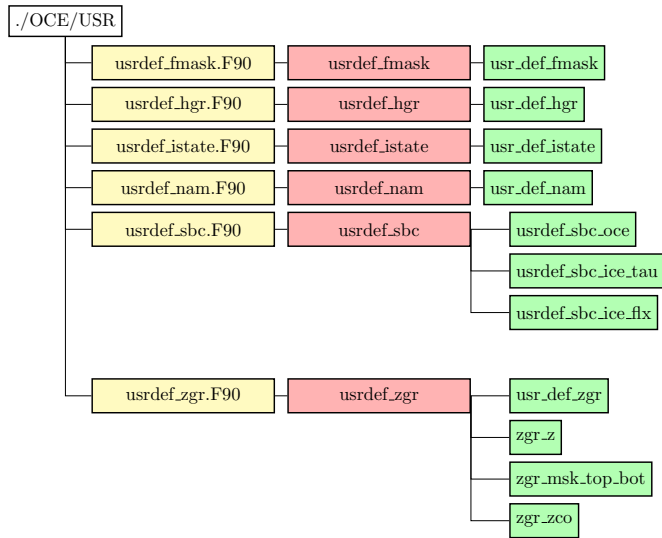 ./OCE/USR
usrdef_fmask.F90 usrdef_fmask usr_def_fmask
usrdef_hgr.F90 usrdef_hgr usr_def_hgr
usrdef_istate.F90 usrdef_istate usr_def_istate
usrdef_nam.F90 usrdef_nam usr_def_nam
usrdef_sbc.F90 usrdef_sbc usrdef_sbc_oce
usrdef_sbc_ice_tau
usrdef_sbc_ice_flx
usrdef_zgr.F90 usrdef_zgr usr_def_zgr
zgr_z
zgr_msk_top_bot
zgr_zco